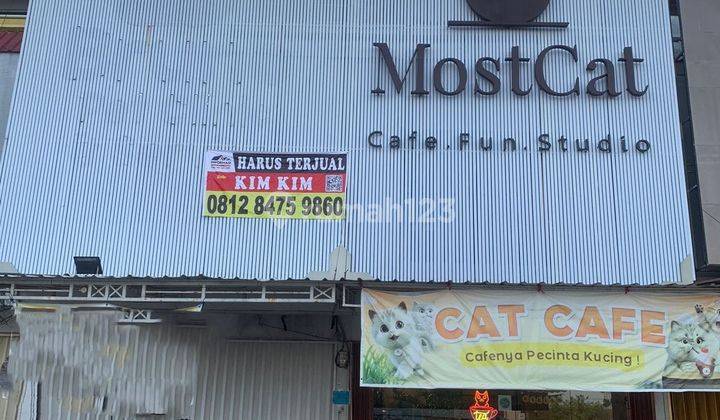 MostCat
Cafe.Fun.Studio
HARUS TERJUAL
KIM KIM
0812 8475 9860
rumah123
CAT CAFE
Cafenya Pecinta Kucing !